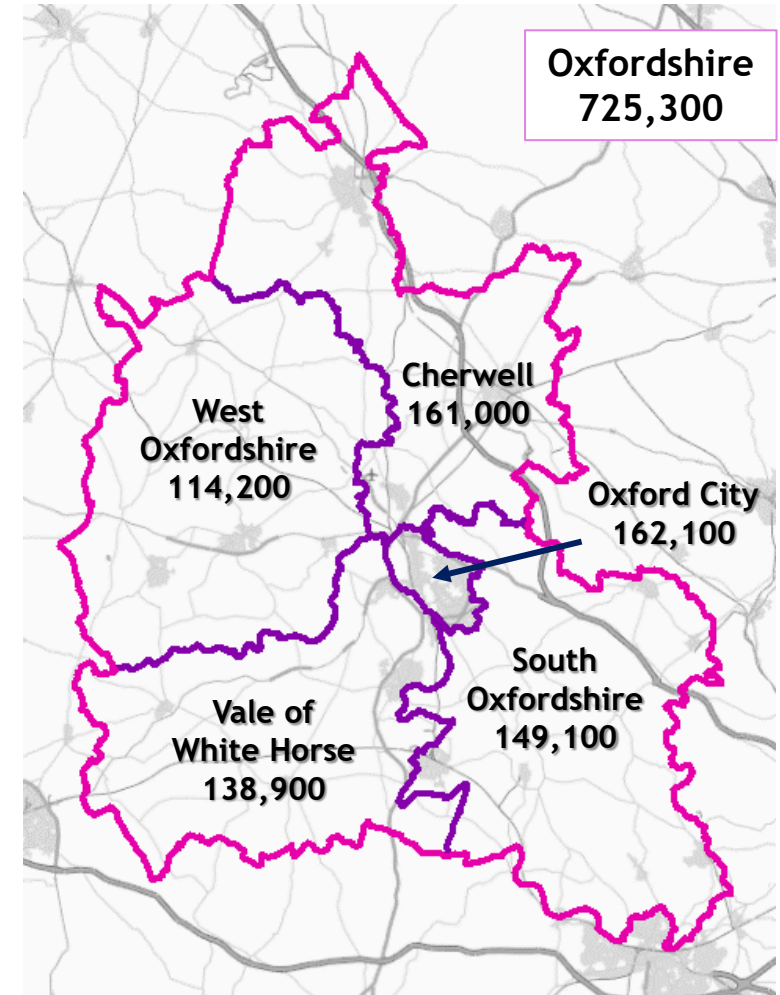 Oxfordshire
725,300
Cherwell
161,000
West
Oxfordshire
114,200
Oxford City
162,100
South
Oxfordshire
149,100
Vale of
White Horse
138,900